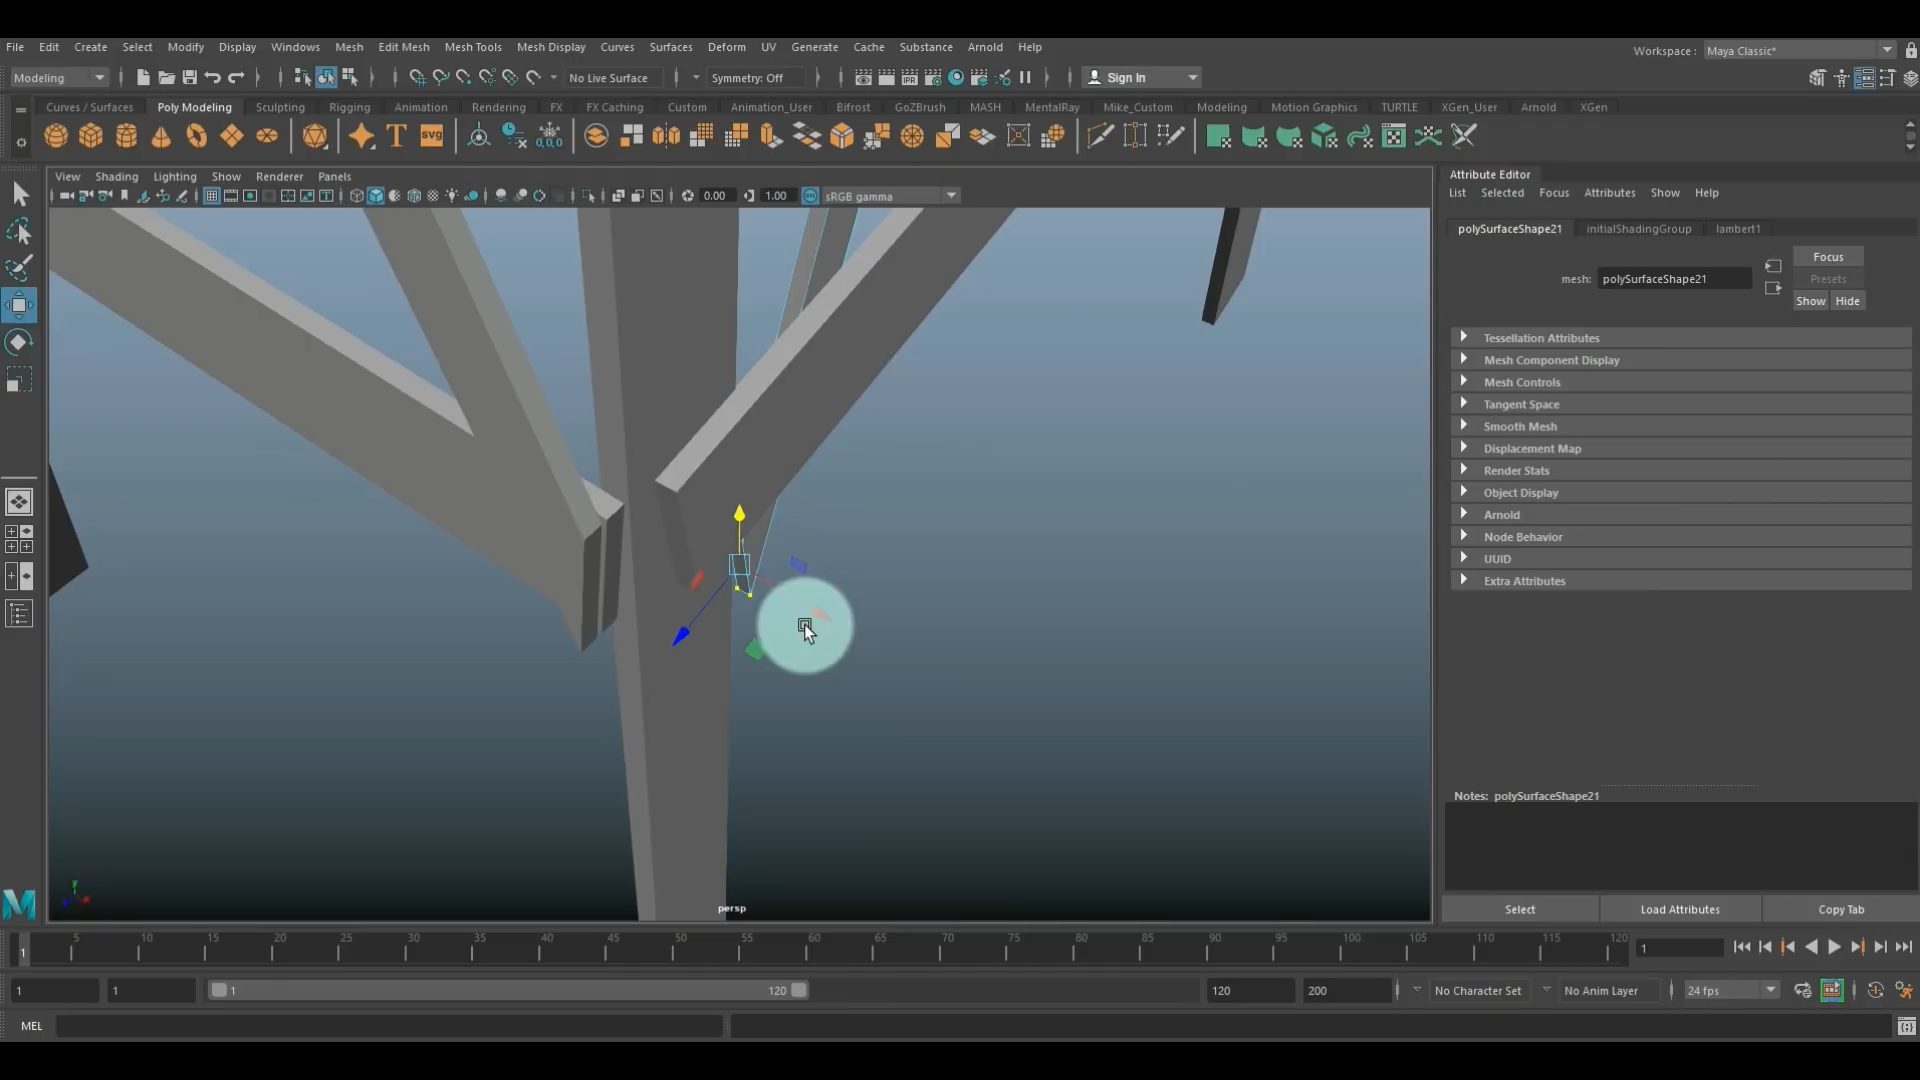 File Edit Create Select Modify Display Windows Mesh Edit Mesh Mesh Tools Mesh Display Curves Surfaces Deform UV Generate Cache Substance Arnold Help
Workspace : Maya Classic*
Modeling No Live Surface Symmetry: Off Sign In
Curves / Surfaces Poly Modeling Sculpting Rigging Animation Rendering FX FX Caching Custom Animation_User Bifrost GoZBrush MASH MentalRay Mike_Custom Modeling Motion Graphics TURTLE XGen_User Arnold XGen
T svg 0,0,0
View Shading Lighting Show Renderer Panels
0.00 1.00 sRGB gamma
Attribute Editor
List Selected Focus Attributes Show Help
polySurfaceShape21 initialShadingGroup lambert1
Focus
mesh: polySurfaceShape21 Presets
Show Hide
Tessellation Attributes
Mesh Component Display
Mesh Controls
Tangent Space
Smooth Mesh
Displacement Map
Render Stats
Object Display
Arnold
Node Behavior
UUID
Extra Attributes
Notes: polySurfaceShape21
persp
Select Load Attributes Copy Tab
1 5 10 15 20 25 30 35 40 45 50 55 60 65 70 75 80 85 90 95 100 105 110 115 120 1
1 1 1 120 120 200 No Character Set No Anim Layer 24 fps
MEL